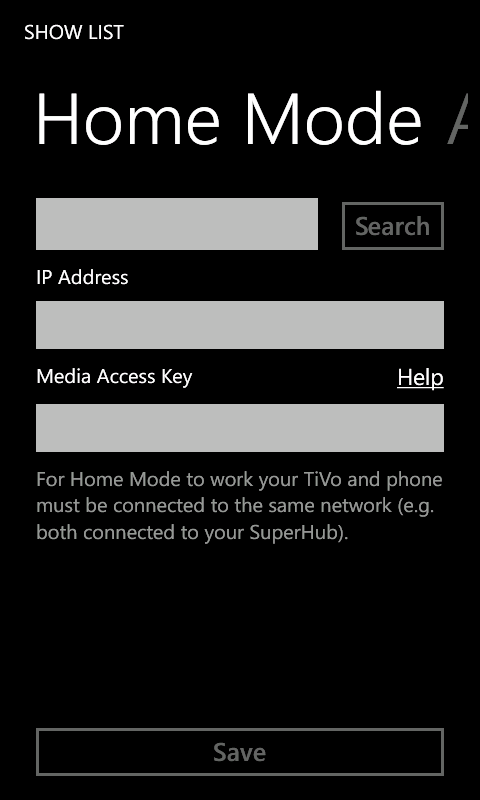 SHOW LIST
Home Mode A
Search
IP Address
Media Access Key Help
For Home Mode to work your TiVo and phone
must be connected to the same network (e.g.
both connected to your SuperHub).
Save